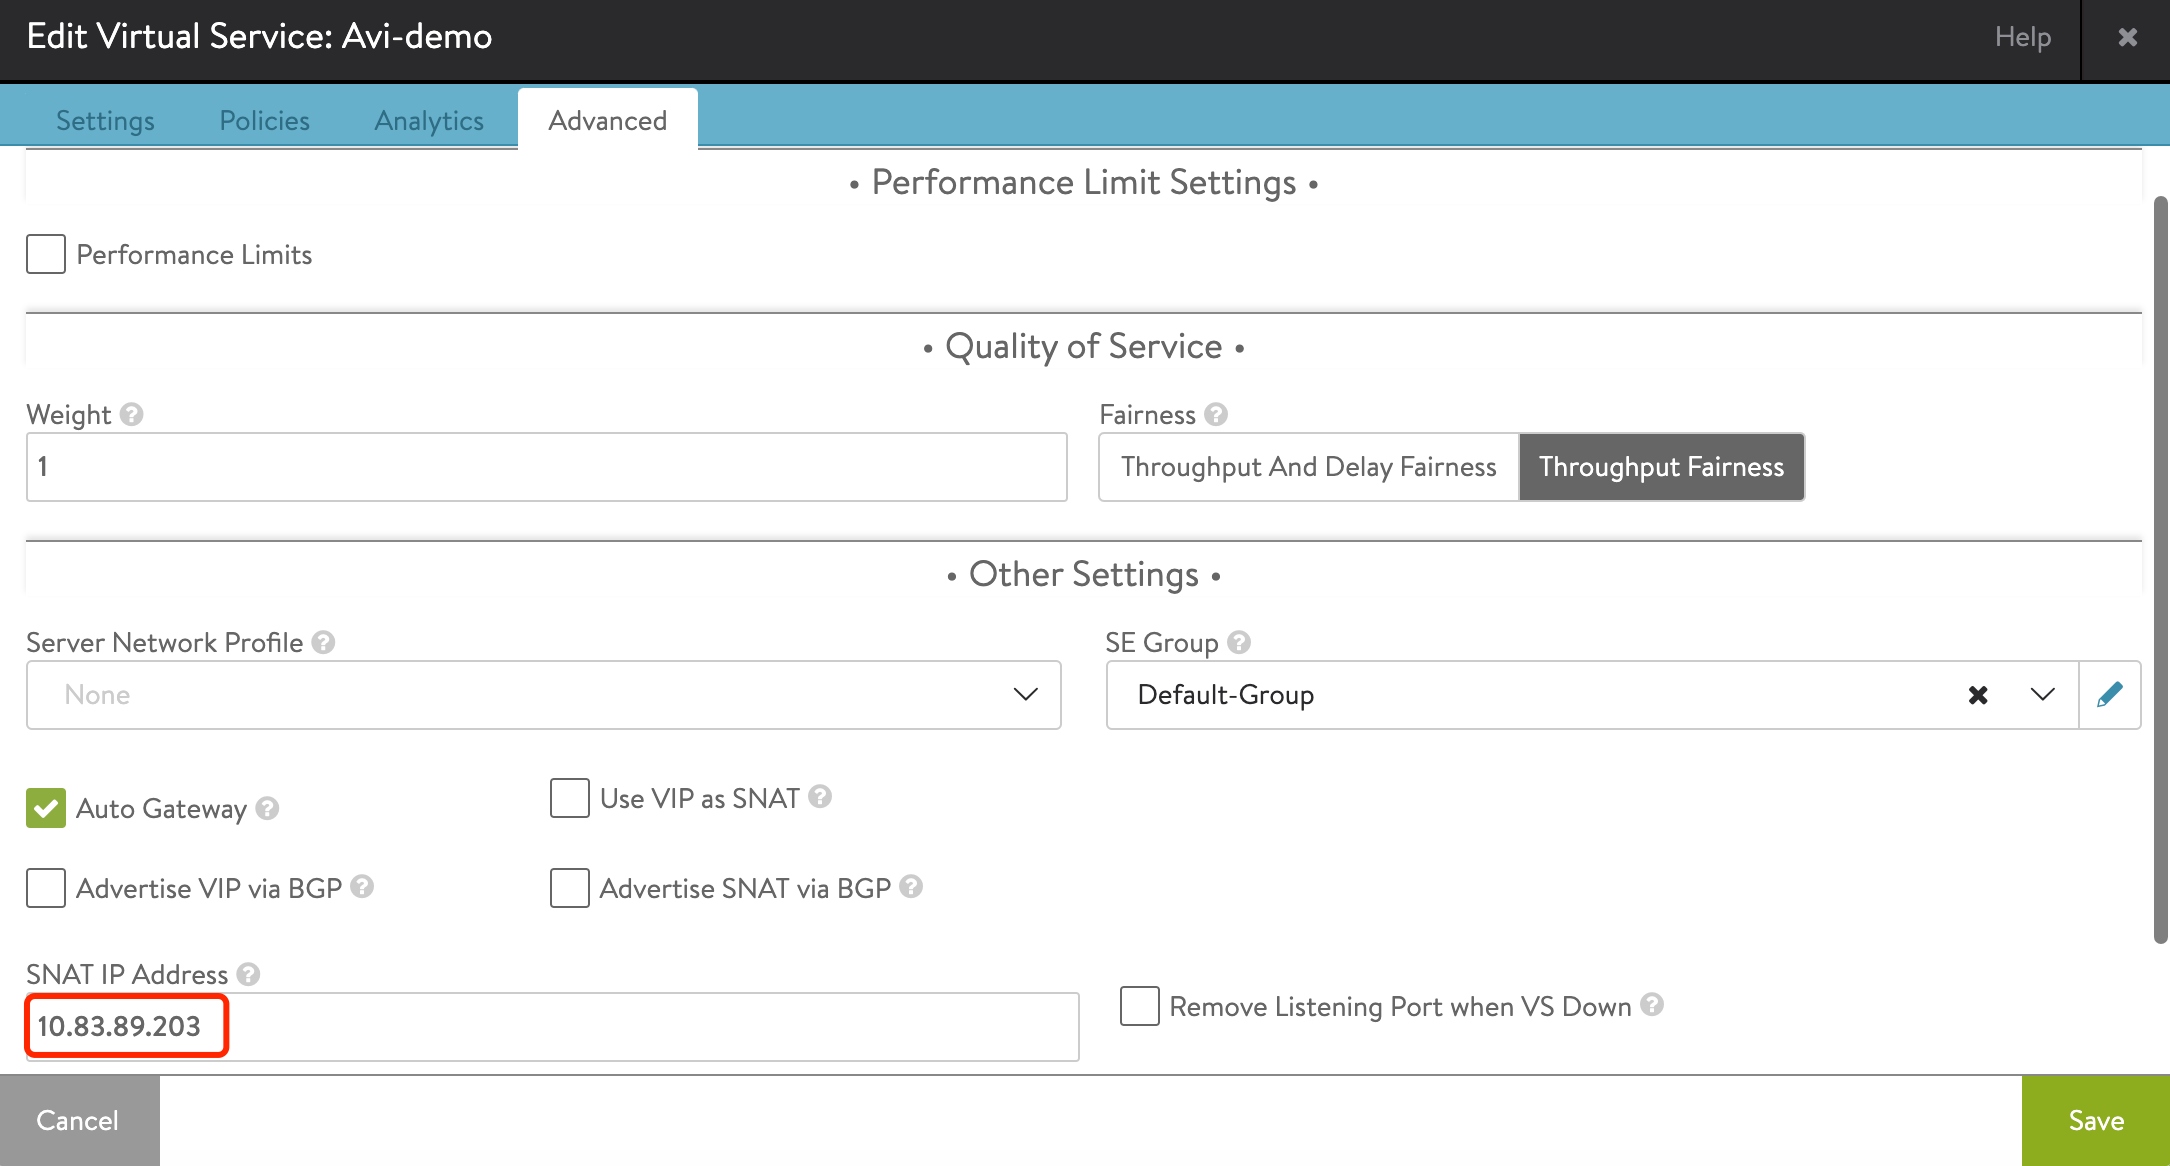 Edit Virtual Service: Avi-demo
Help
Settings Policies Analytics Advanced
• Performance Limit Settings •
Performance Limits
• Quality of Service •
Weight ? Fairness ?
1 Throughput And Delay Fairness Throughput Fairness
• Other Settings •
Server Network Profile ? SE Group ?
None Default-Group
Auto Gateway ? Use VIP as SNAT ?
Advertise VIP via BGP ? Advertise SNAT via BGP ?
SNAT IP Address ?
10.83.89.203 Remove Listening Port when VS Down ?
Cancel Save